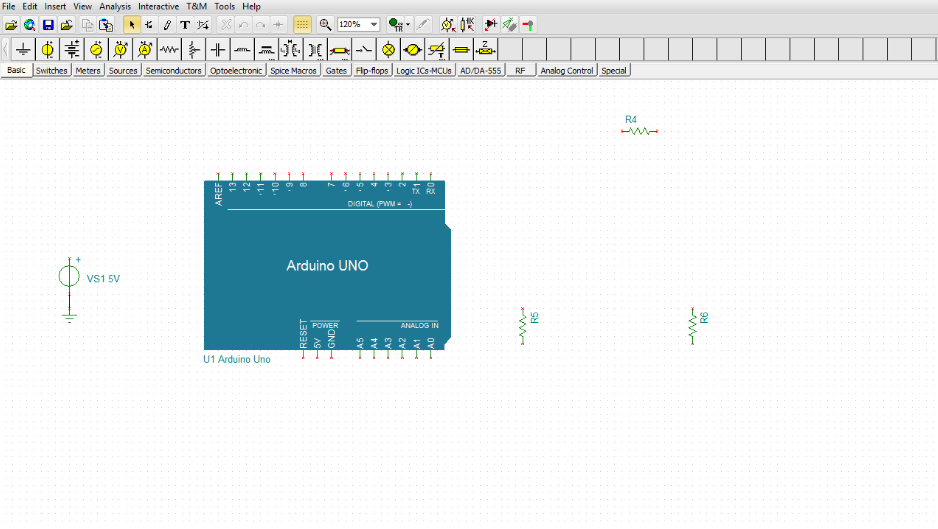 File Edit Insert View Analysis Interactive T&M Tools Help
T 120% TR
Basic Switches Meters Sources Semiconductors Optoelectronic Spice Macros Gates Flip-flops Logic ICs-MCUs AD/DA-555 RF Analog Control Special
R4
AREF 13 12 ~11 ~10 ~9 8 7 ~6 ~5 4 ~3 2 1 0
TX RX
DIGITAL (PWM = ~)
Arduino UNO
+
VS1 5V
R5
R6
POWER ANALOG IN
RESET 5V GND A5 A4 A3 A2 A1 A0
U1 Arduino Uno